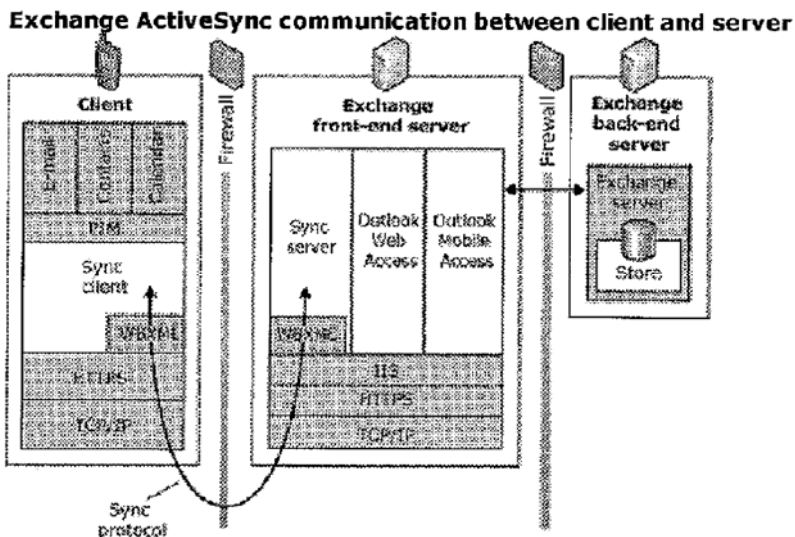 Exchange ActiveSync communication between client and server
Client
E-mail
Contacts
Calendar
PIM
Sync
client
WBXML
HTTPS
TCP/IP
Sync
protocol
Firewall
Exchange
front-end server
Sync
server
Outlook
Web
Access
Outlook
Mobile
Access
WBXML
IIS
HTTPS
TCP/IP
Firewall
Exchange
back-end
server
Exchange
server
Store